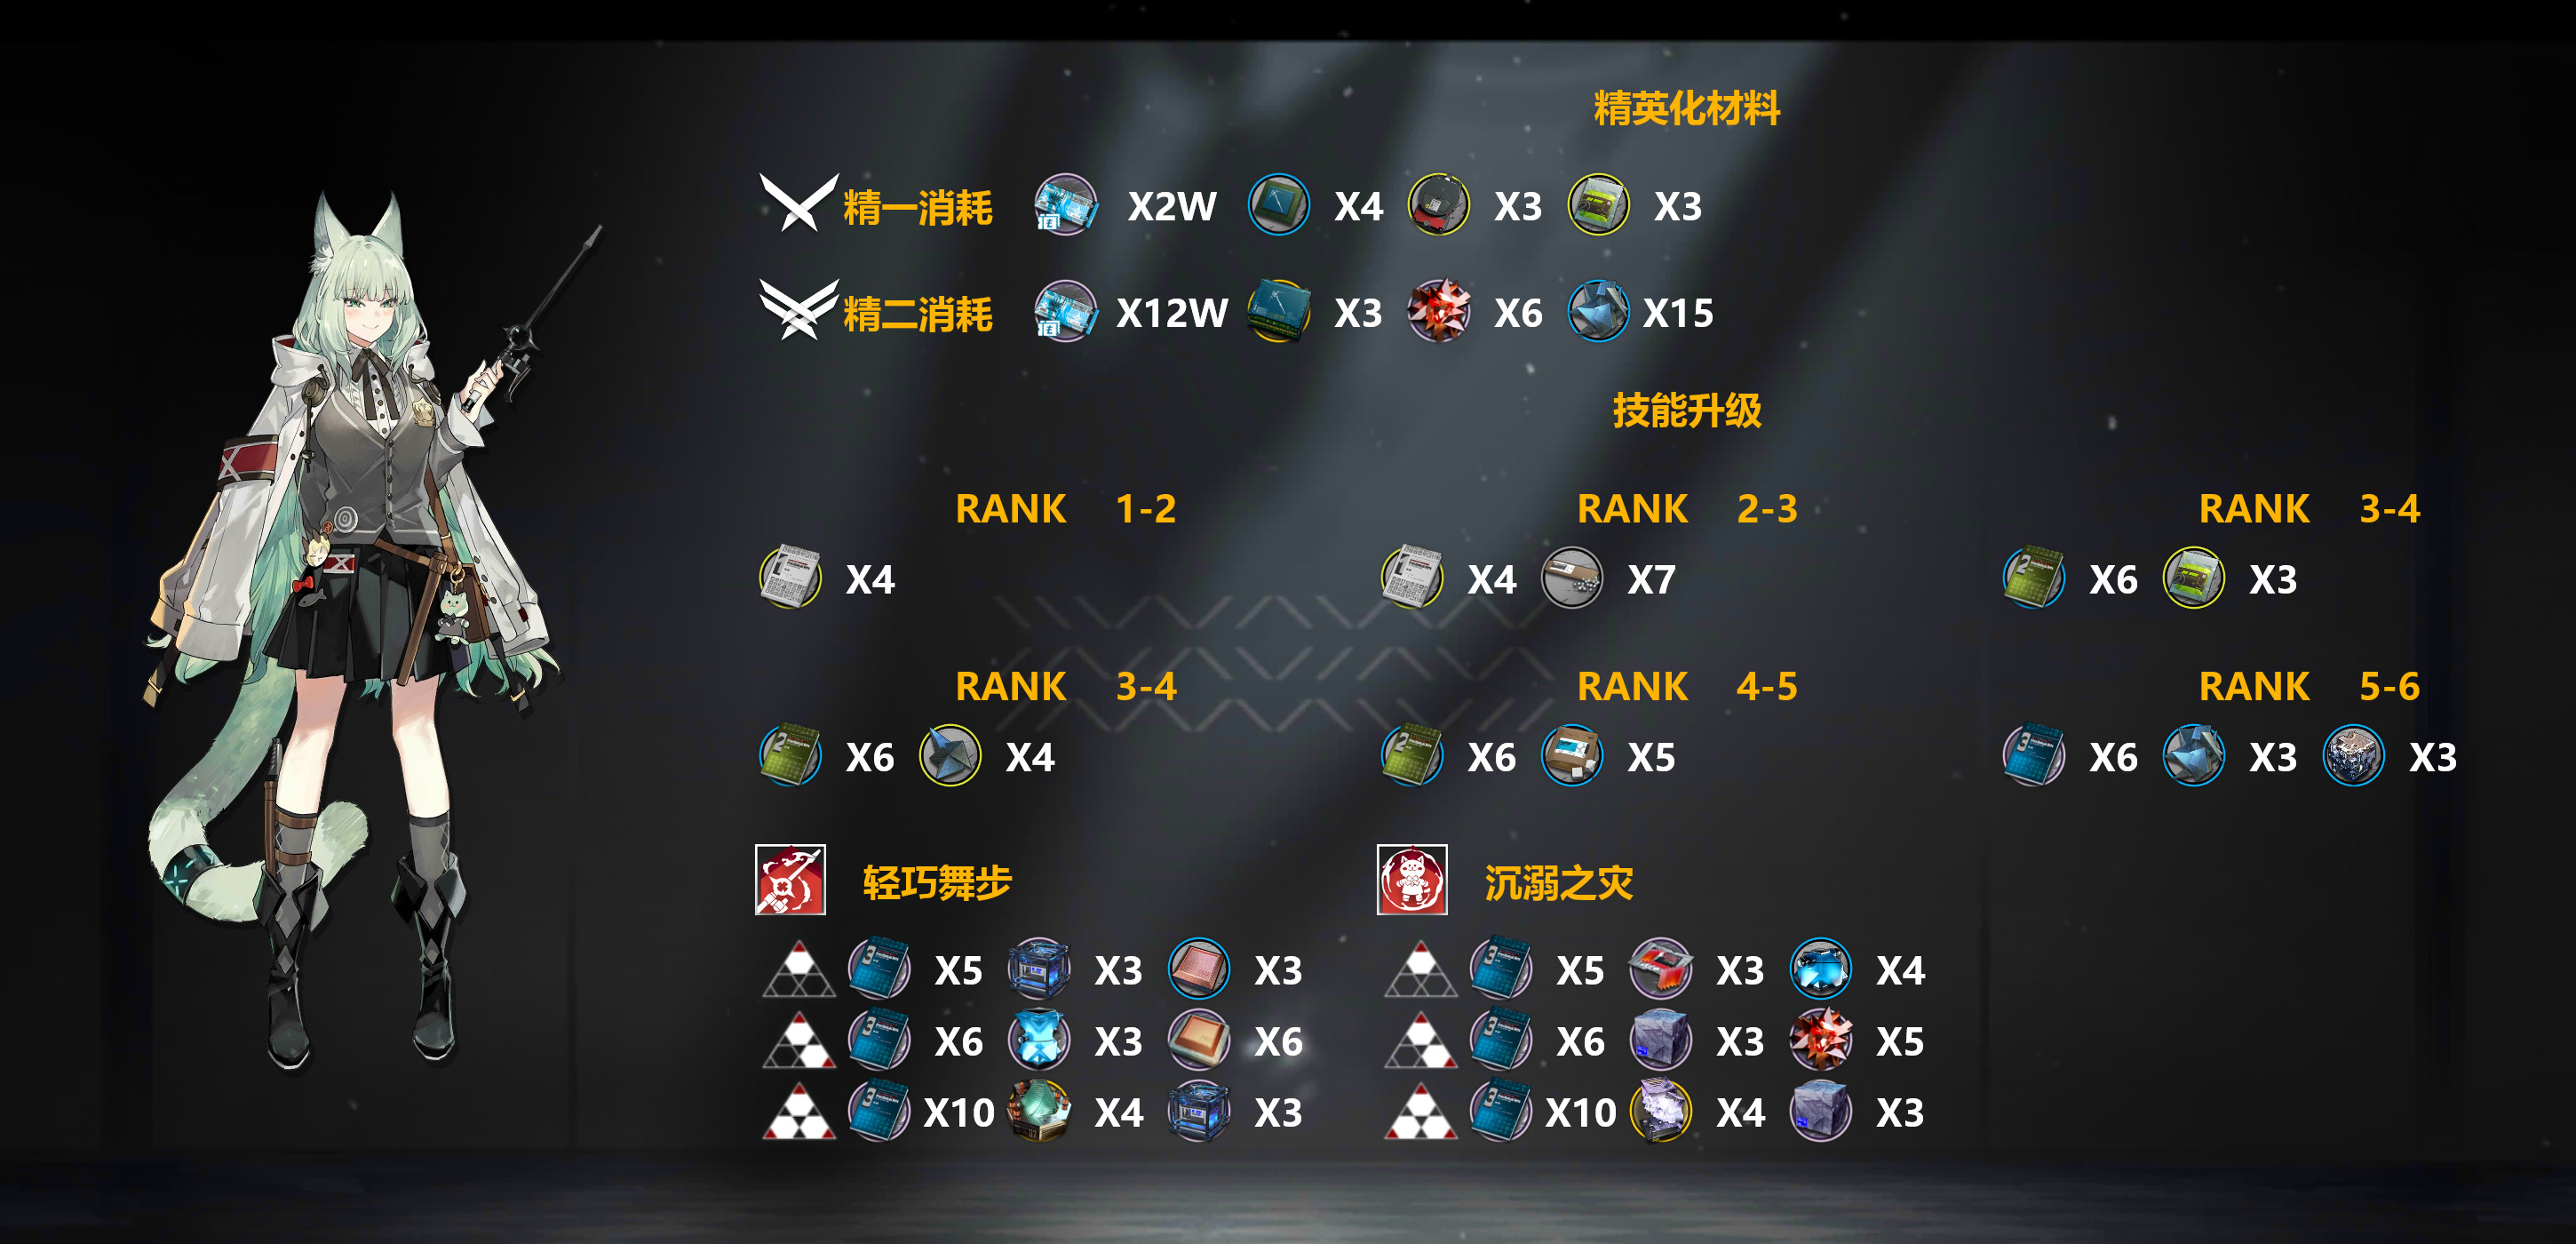 精英化材料
精一消耗 X2W X4 X3 X3
精二消耗 X12W X3 X6 X15
技能升级
RANK 1-2 RANK 2-3 RANK 3-4
X4 X4 X7 X6 X3
RANK 3-4 RANK 4-5 RANK 5-6
X6 X4 X6 X5 X6 X3 X3
轻巧舞步 沉溺之灾
X5 X3 X3 X5 X3 X4
X6 X3 X6 X6 X3 X5
X10 X4 X3 X10 X4 X3